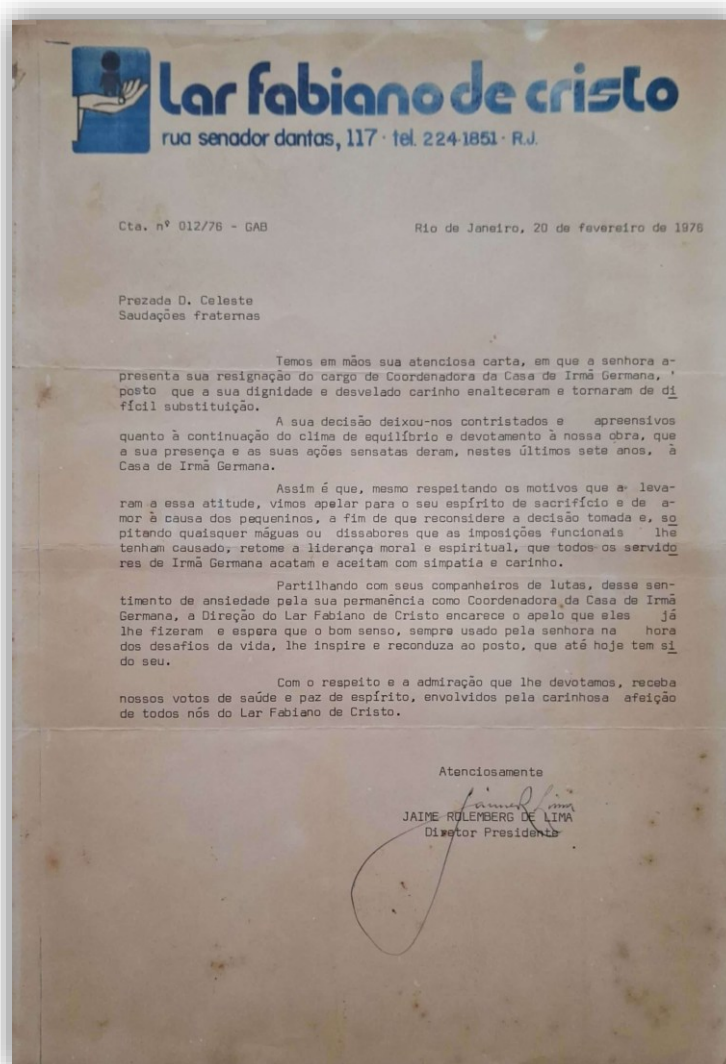 Lar fabiano de cristo
rua senador dantas, 117 · tel. 224-1851 · R.J.
Cta. nº 012/76 - GAB
Rio de Janeiro, 20 de fevereiro de 1976
Prezada D. Celeste
Saudações fraternas
Temos em mãos sua atenciosa carta, em que a senhora a-
presenta sua resignação do cargo de Coordenadora da Casa de Irmã Germana, '
posto que a sua dignidade e desvelado carinho enalteceram e tornaram de di
fícil substituição.
A sua decisão deixou-nos contristados e apreensivos
quanto à continuação do clima de equilíbrio e devotamento à nossa obra, que
a sua presença e as suas ações sensatas deram, nestes últimos sete anos, à
Casa de Irmã Germana.
Assim é que, mesmo respeitando os motivos que a leva-
ram a essa atitude, vimos apelar para o seu espírito de sacrifício e de a-
mor à causa dos pequeninos, a fim de que reconsidere a decisão tomada e, so
pitando quaisquer máguas ou dissabores que as imposições funcionais lhe
tenham causado, retome a liderança moral e espiritual, que todos os servido
res de Irmã Germana acatam e aceitam com simpatia e carinho.
Partilhando com seus companheiros de lutas, desse sen-
timento de ansiedade pela sua permanência como Coordenadora da Casa de Irmã
Germana, a Direção do Lar Fabiano de Cristo encarece o apelo que eles já
lhe fizeram e espera que o bom senso, sempre usado pela senhora na hora
dos desafios da vida, lhe inspire e reconduza ao posto, que até hoje tem si
do seu.
Com o respeito e a admiração que lhe devotamos, receba
nossos votos de saúde e paz de espírito, envolvidos pela carinhosa afeição
de todos nós do Lar Fabiano de Cristo.
Atenciosamente
JAIME ROLEMBERG DE LIMA
Diretor Presidente